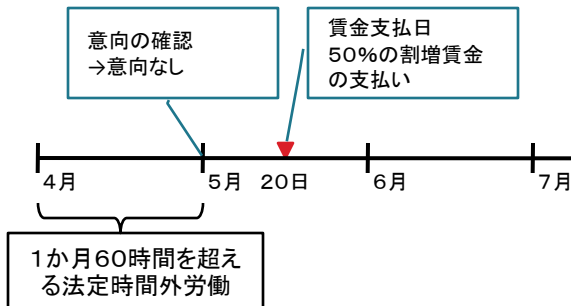 意向の確認
→意向なし
賃金支払日
50%の割増賃金
の支払い
4月
5月
20日
6月
7月
1か月60時間を超え
る法定時間外労働